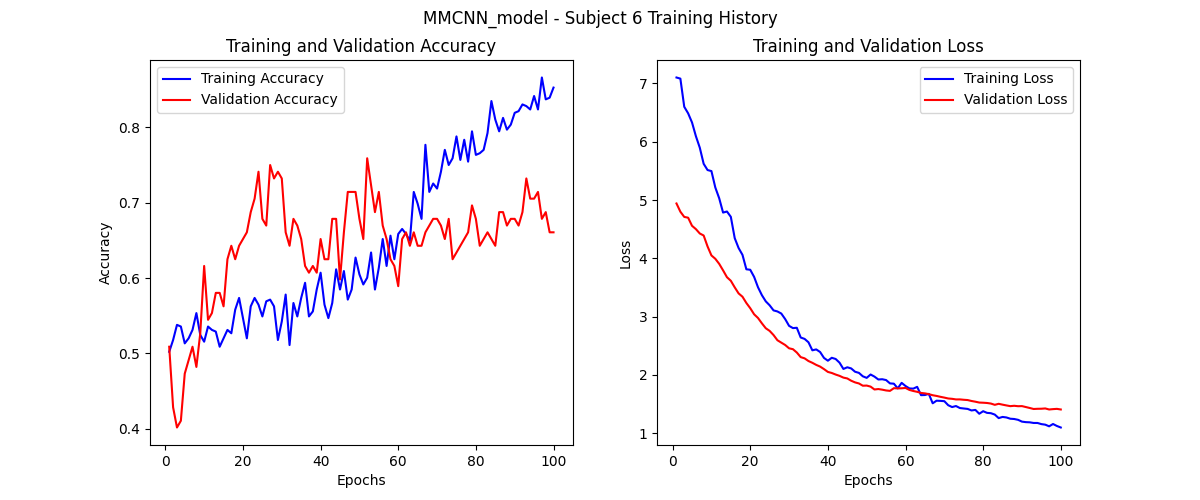 MMCNN_model - Subject 6 Training History
Training and Validation Accuracy
Training Accuracy
Validation Accuracy
Accuracy
0.8
0.7
0.6
0.5
0.4
0
20
40
60
80
100
Epochs
Training and Validation Loss
Training Loss
Validation Loss
Loss
7
6
5
4
3
2
1
0
20
40
60
80
100
Epochs